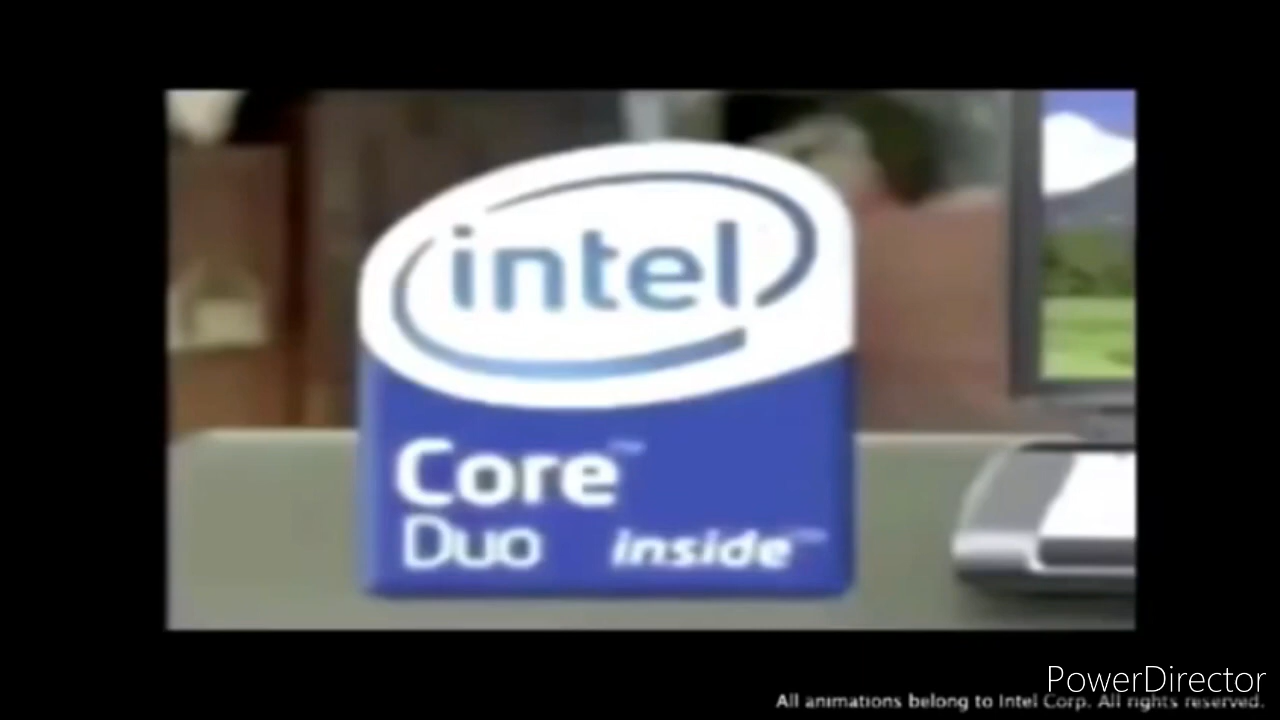 intel
Core™
Duo inside™
PowerDirector
All animations belong to Intel Corp. All rights reserved.